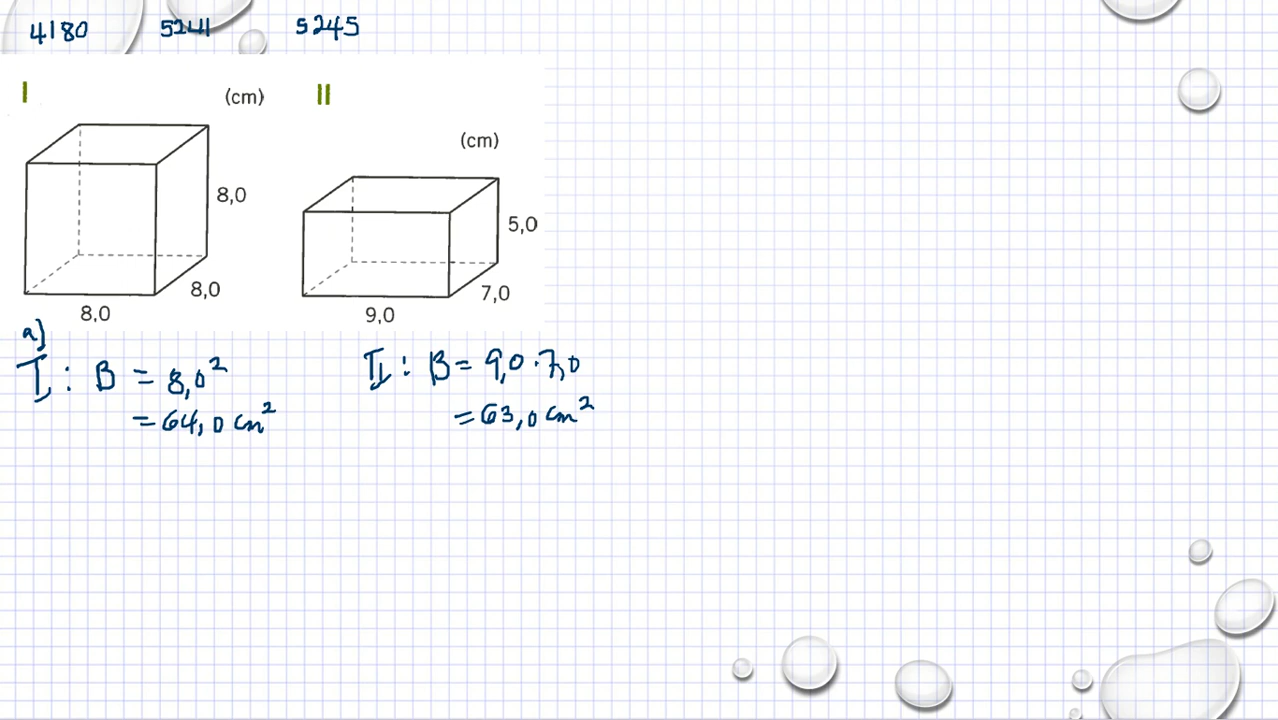 4180 5241 5245
I (cm) II
(cm)
8,0
5,0
8,0
7,0
8,0
9,0
a)
I : B = 8,0²
= 64,0 cm²
II : B = 9,0 · 7,0
= 63,0 cm²